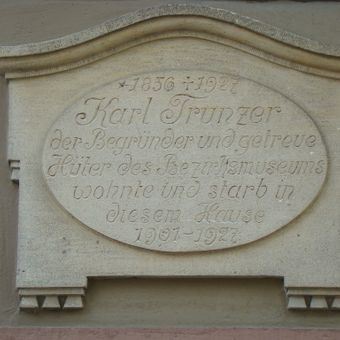 *1856 †1927
Karl Trunzer
der Begründer und getreue
Hüter des Bezirksmuseums
wohnte und starb in
diesem Hause
1901-1927